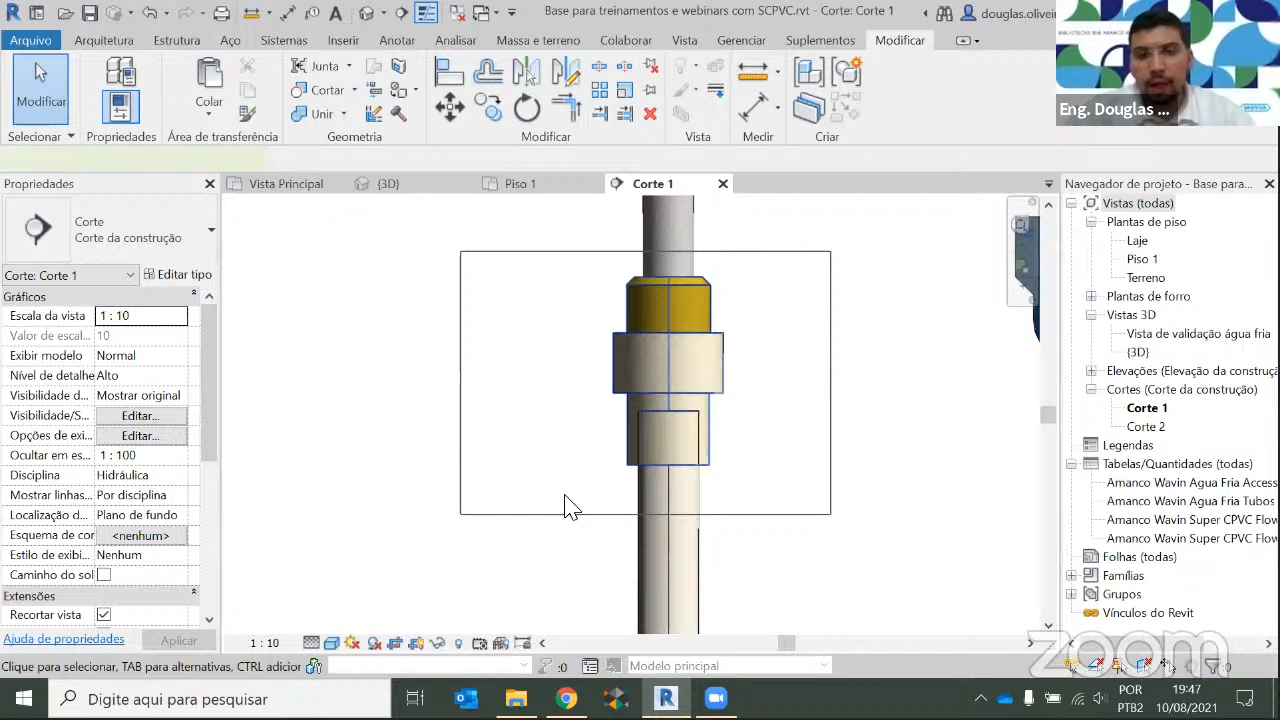 Base para treinamentos e webinars com SCPVC.rvt - Corte: Corte 1
douglas.oliveir
Arquivo
Arquitetura
Estrutura
Aço
Sistemas
Inser
Analisar
Massa
Colabora
Vista
Gerenciar
Suplem
Modificar
Modificar
Selecionar
Propriedades
Colar
Área de transferência
Junta
Cortar
Unir
Geometria
Modificar
Vista
Medir
Criar
Eng. Douglas ...
Propriedades
Vista Principal
{3D}
Piso 1
Corte 1
Navegador de projeto - Base para...
Corte
Corte da construção
Corte: Corte 1
Editar tipo
Gráficos
Escala da vista 1 : 10
Valor de escal... 10
Exibir modelo Normal
Nível de detalhe Alto
Visibilidade d... Mostrar original
Visibilidade/S... Editar...
Opções de exi... Editar...
Ocultar em es... 1 : 100
Disciplina Hidráulica
Mostrar linhas... Por disciplina
Localização d... Plano de fundo
Esquema de cor <nenhum>
Estilo de exibi... Nenhum
Caminho do sol
Extensões
Recortar vista
Ajuda de propriedades
Aplicar
Vistas (todas)
Plantas de piso
Laje
Piso 1
Terreno
Plantas de forro
Vistas 3D
Vista de validação água fria
{3D}
Elevações (Elevação da construçã
Cortes (Corte da construção)
Corte 1
Corte 2
Legendas
Tabelas/Quantidades (todas)
Amanco Wavin Agua Fria Access
Amanco Wavin Agua Fria Tubos
Amanco Wavin Super CPVC Flow
Amanco Wavin Super CPVC Flow
Folhas (todas)
Famílias
Grupos
Vínculos do Revit
1 : 10
zoom
Clique para selecionar, TAB para alternativas, CTRL adicior
:0
Modelo principal
:0
Digite aqui para pesquisar
POR
PTB2
19:47
10/08/2021